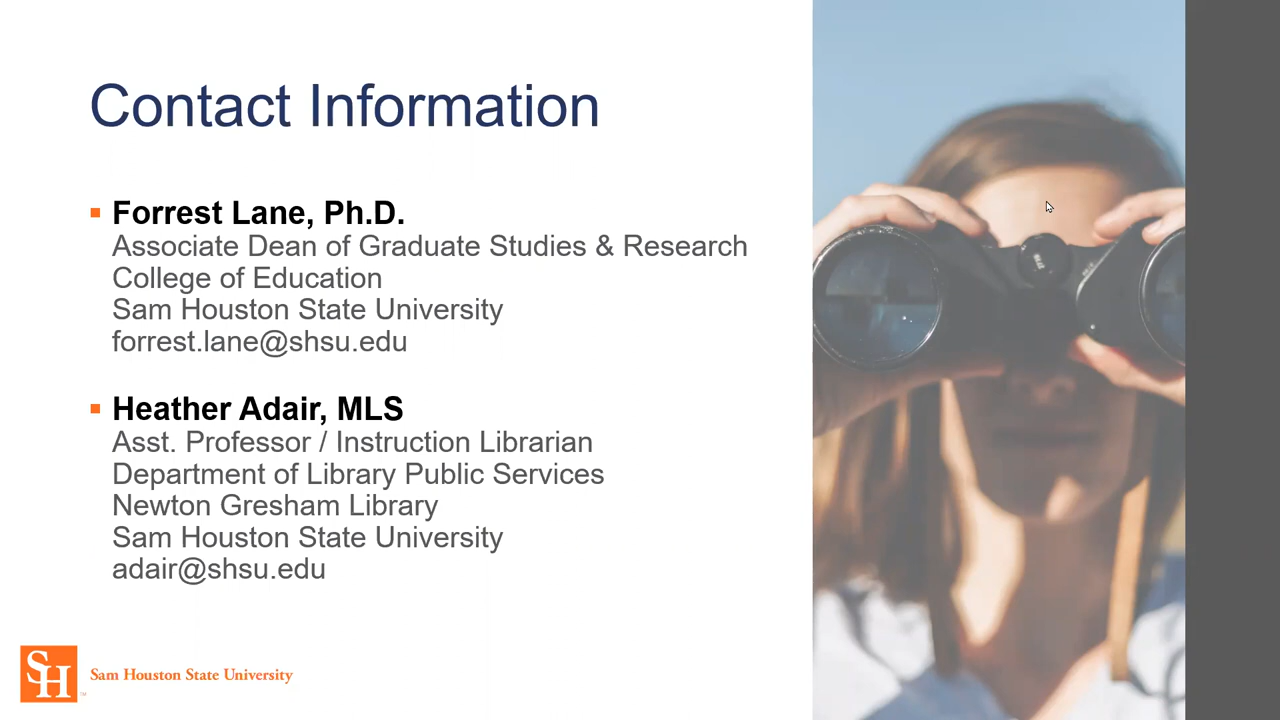 Contact Information
Forrest Lane, Ph.D.
Associate Dean of Graduate Studies & Research
College of Education
Sam Houston State University
forrest.lane@shsu.edu
Heather Adair, MLS
Asst. Professor / Instruction Librarian
Department of Library Public Services
Newton Gresham Library
Sam Houston State University
adair@shsu.edu
SH™
Sam Houston State University